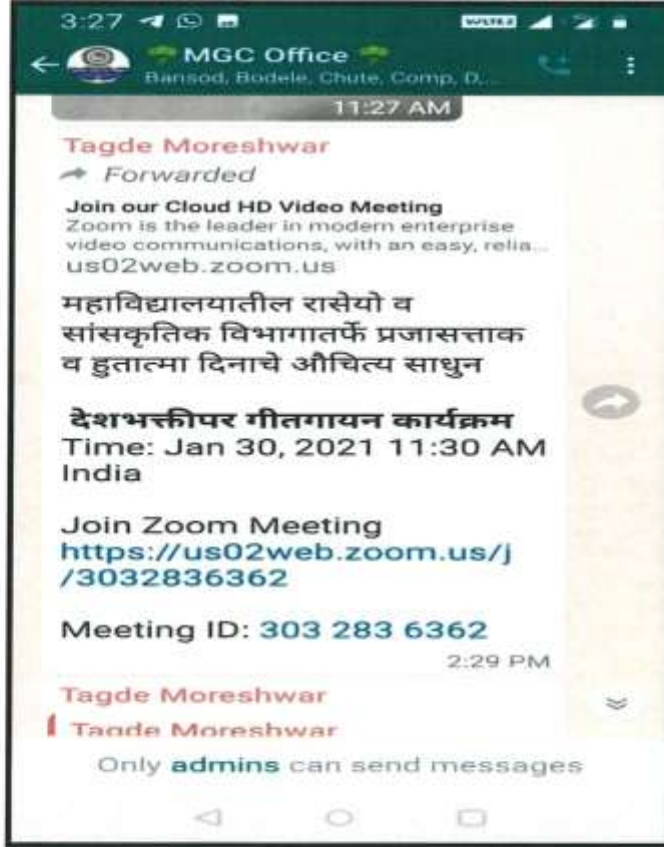 3:27
VoLTE 2
MGC Office
Bansod, Bodele, Chute, Comp, D...
11:27 AM
Tagde Moreshwar
Forwarded
Join our Cloud HD Video Meeting
Zoom is the leader in modern enterprise
video communications, with an easy, relia...
us02web.zoom.us
महाविद्यालयातील रासेयो व
सांसकृतिक विभागातर्फे प्रजासत्ताक
व हुतात्मा दिनाचे औचित्य साधुन
देशभक्तीपर गीतगायन कार्यक्रम
Time: Jan 30, 2021 11:30 AM
India
Join Zoom Meeting
https://us02web.zoom.us/j
/3032836362
Meeting ID: 303 283 6362
2:29 PM
Tagde Moreshwar
Tagde Moreshwar
Only admins can send messages